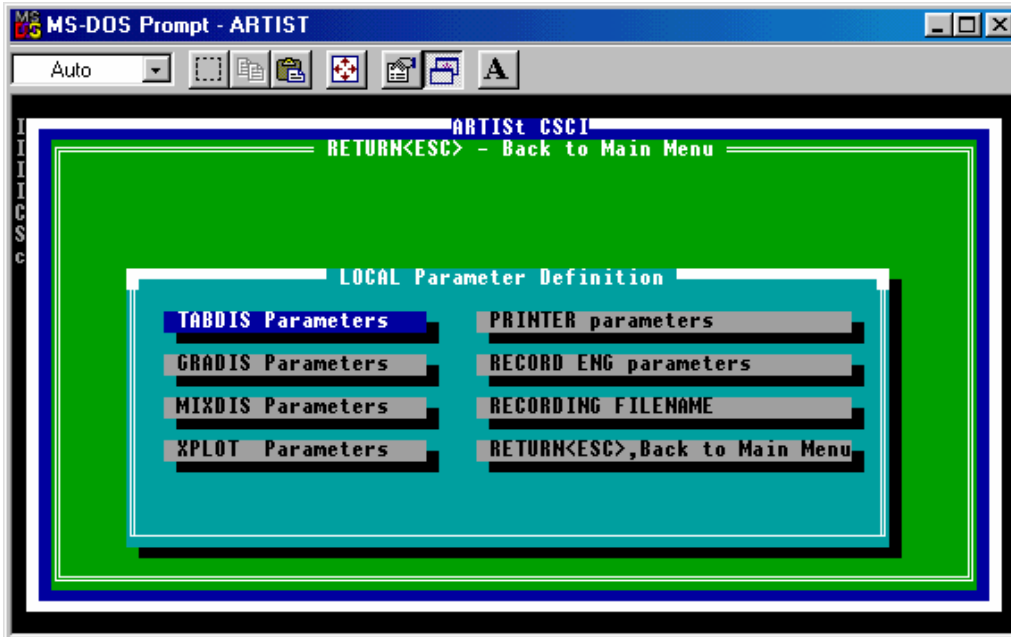 MS-DOS Prompt - ARTIST
Auto
A
ARTISt CSCI
RETURN<ESC> - Back to Main Menu
I
I
I
I
C
S
c
LOCAL Parameter Definition
TABDIS Parameters
PRINTER parameters
GRADIS Parameters
RECORD ENG parameters
MIXDIS Parameters
RECORDING FILENAME
XPLOT Parameters
RETURN<ESC>,Back to Main Menu